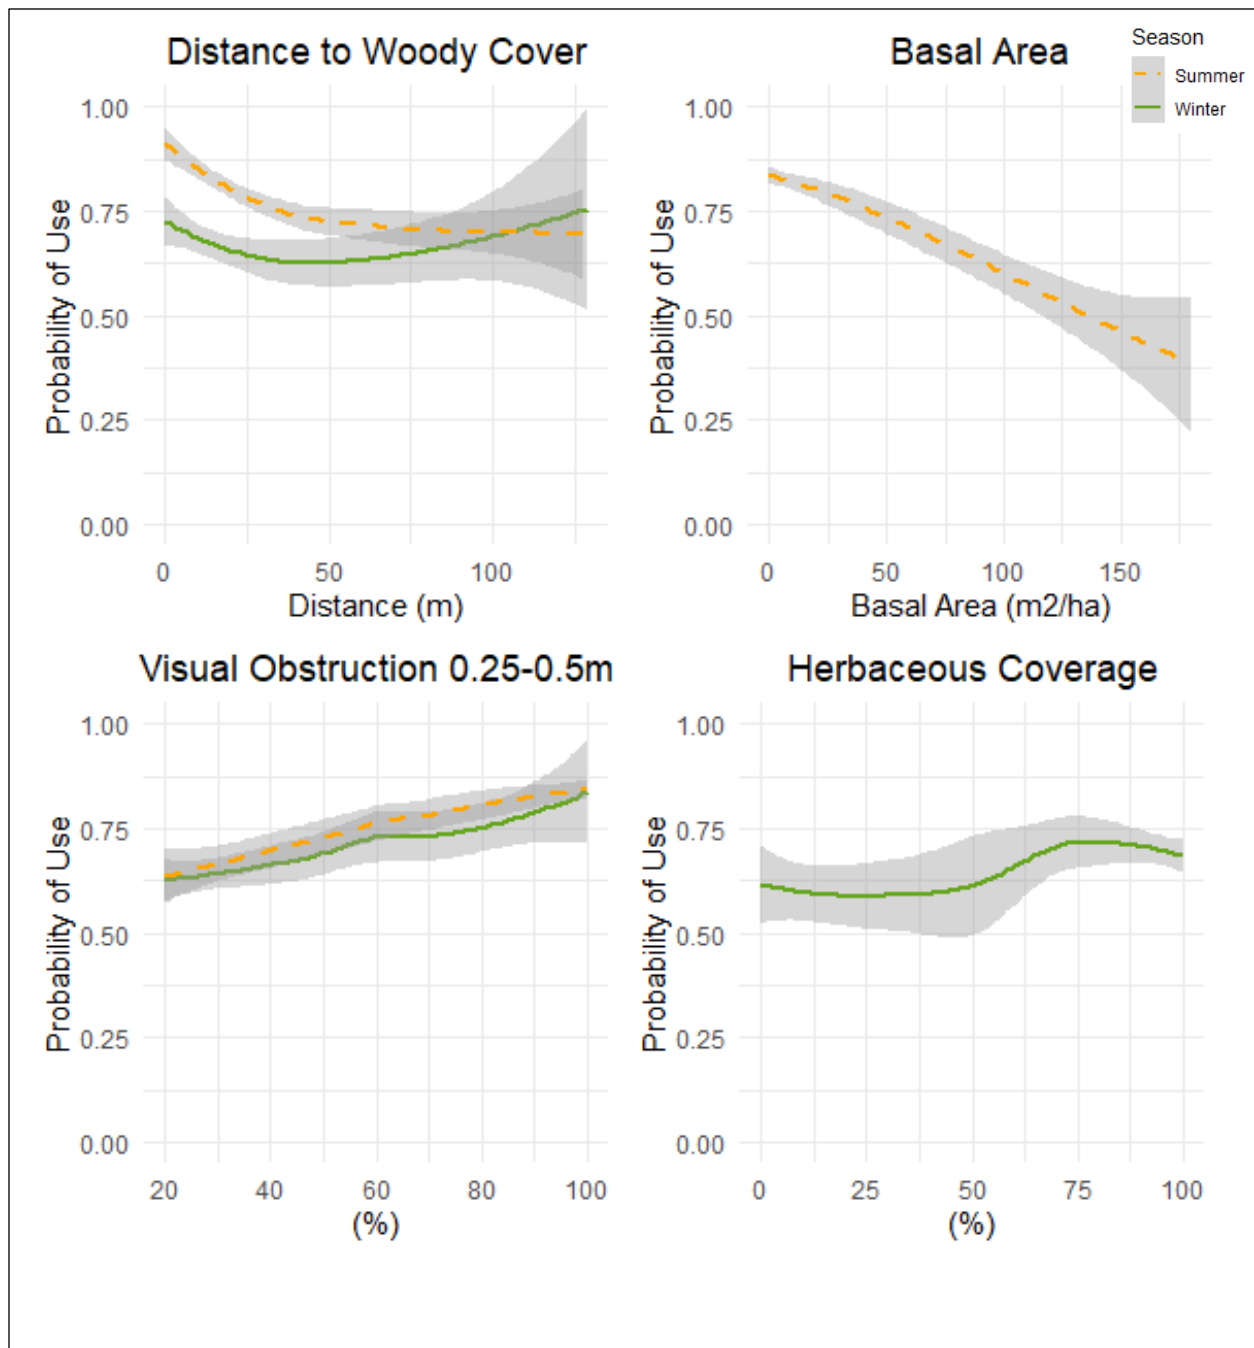 Distance to Woody Cover
Probability of Use
1.00
0.75
0.50
0.25
0.00
0 50 100
Distance (m)
Basal Area
Season
Summer
Winter
Probability of Use
1.00
0.75
0.50
0.25
0.00
0 50 100 150
Basal Area (m2/ha)
Visual Obstruction 0.25-0.5m
Probability of Use
1.00
0.75
0.50
0.25
0.00
20 40 60 80 100
(%)
Herbaceous Coverage
Probability of Use
1.00
0.75
0.50
0.25
0.00
0 25 50 75 100
(%)